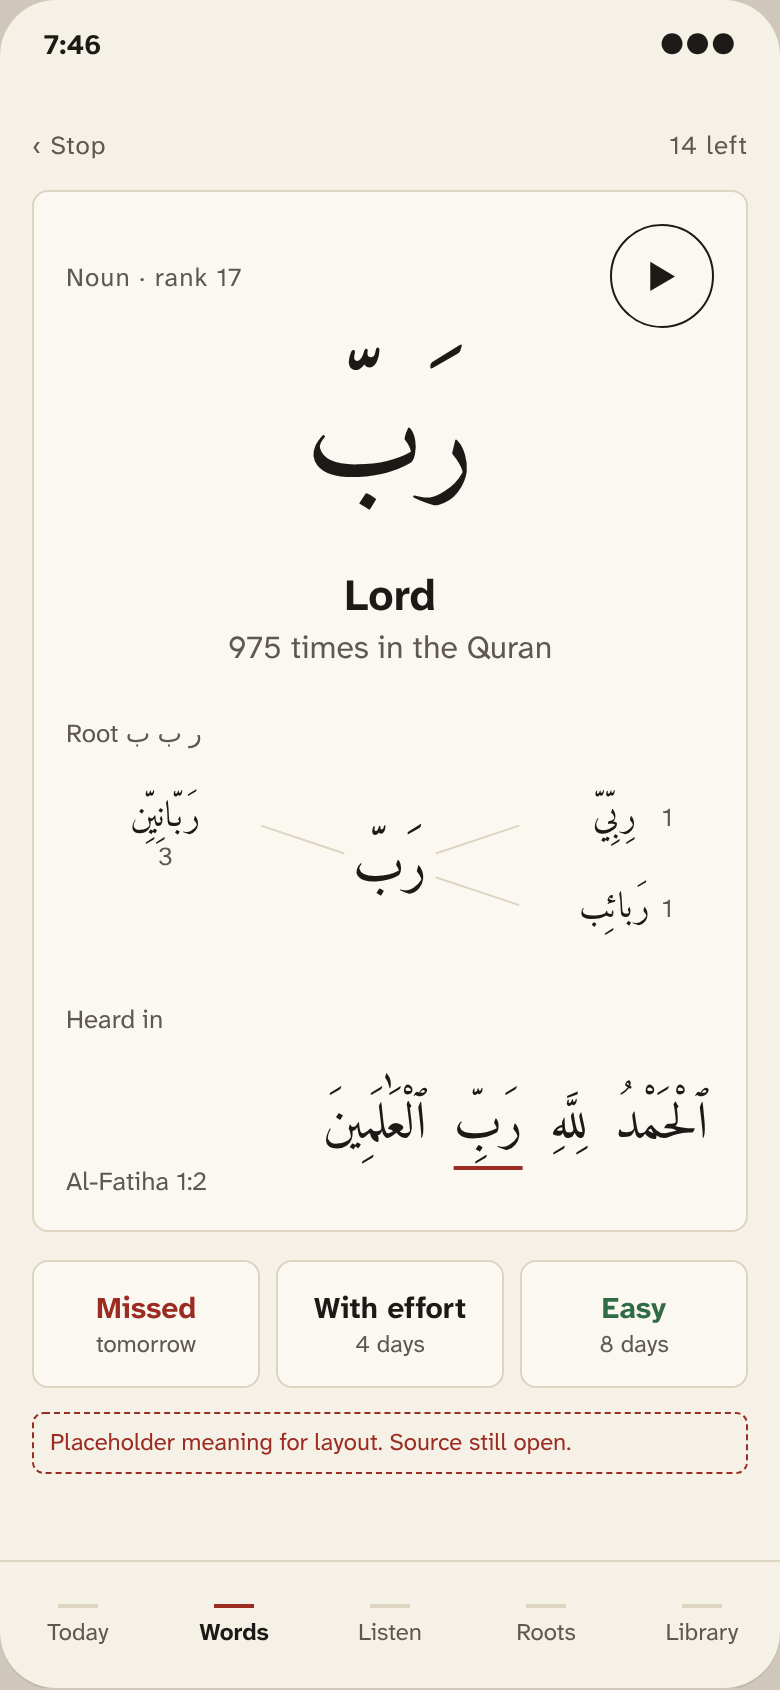 7:46
‹ Stop
14 left
Noun · rank 17
رَبّ
Lord
975 times in the Quran
Root ر ب ب
رَبّانِيِّن
3
رَبّ
رِبِّيّ 1
رَبائِب 1
Heard in
ٱلْحَمْدُ لِلَّهِ رَبِّ ٱلْعَٰلَمِينَ
Al-Fatiha 1:2
Missed
tomorrow
With effort
4 days
Easy
8 days
Placeholder meaning for layout. Source still open.
Today
Words
Listen
Roots
Library